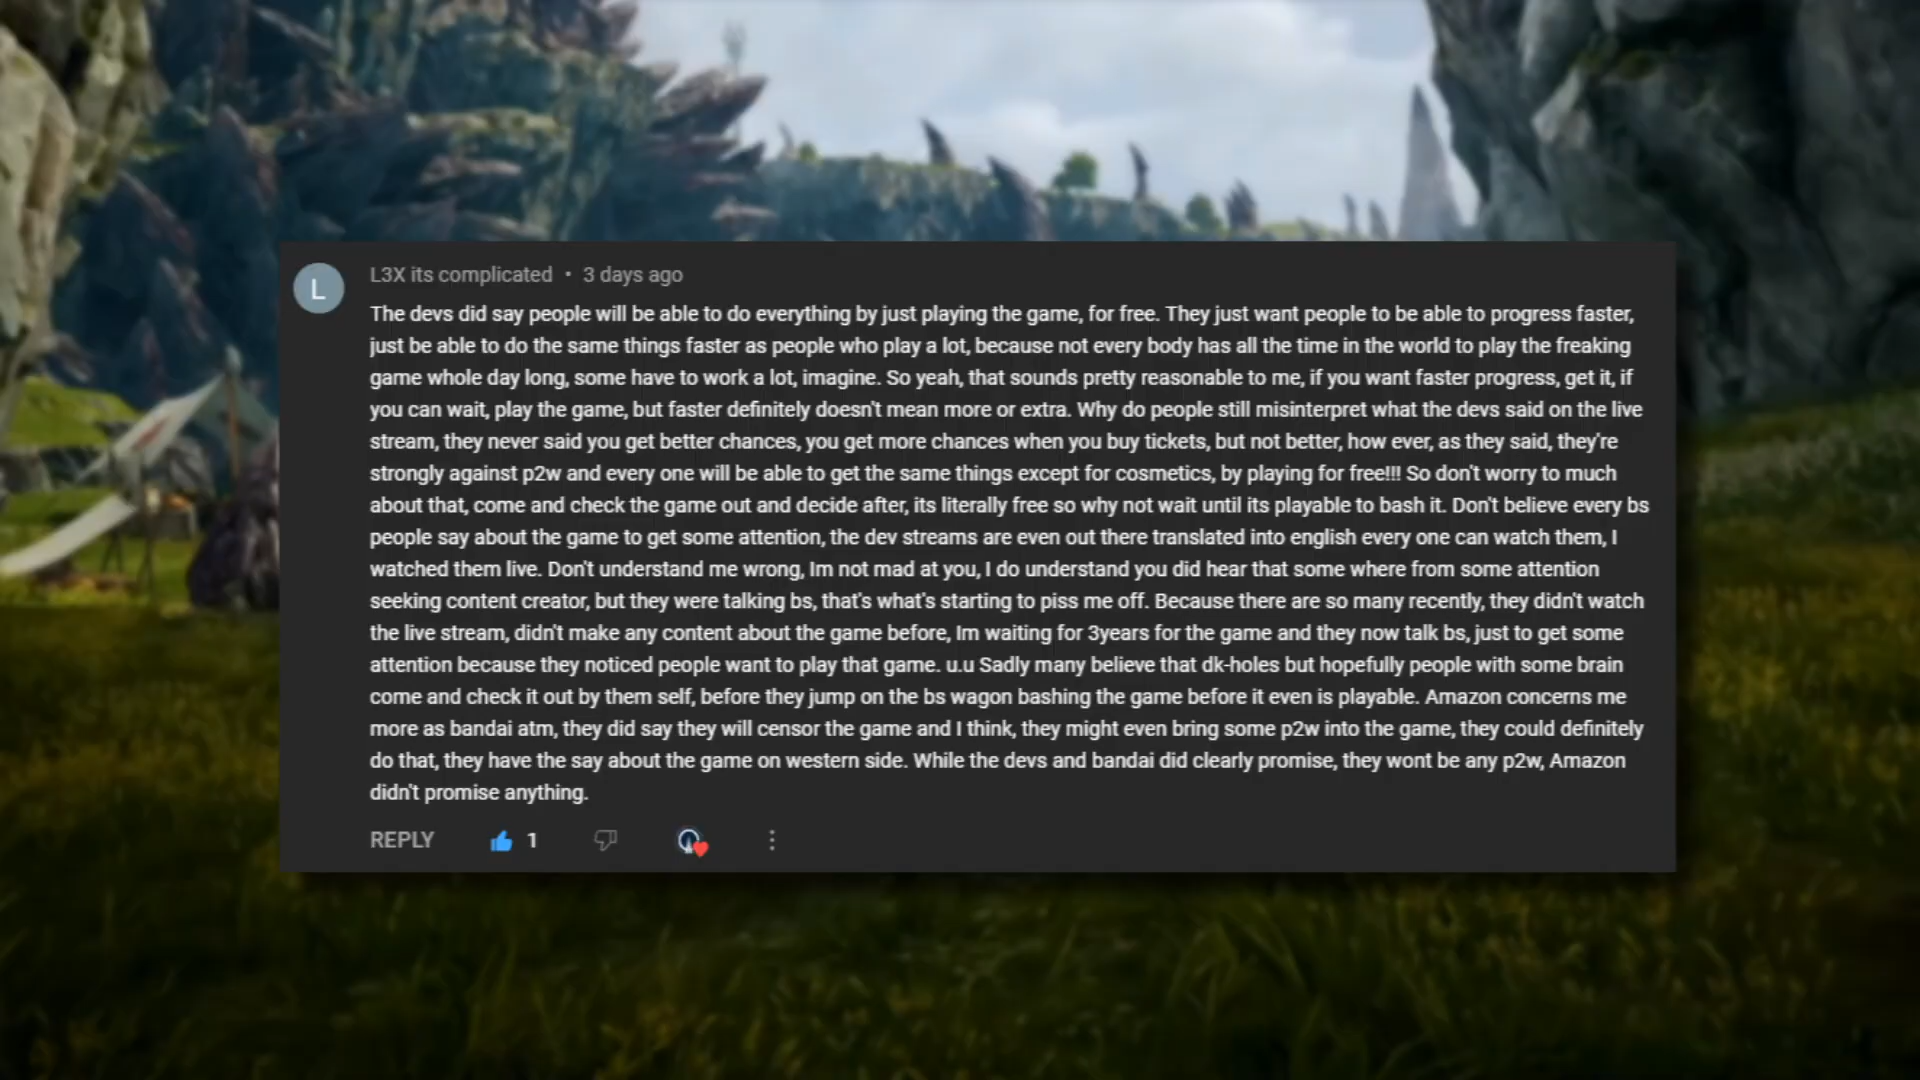 L
L3X its complicated • 3 days ago
The devs did say people will be able to do everything by just playing the game, for free. They just want people to be able to progress faster,
just be able to do the same things faster as people who play a lot, because not every body has all the time in the world to play the freaking
game whole day long, some have to work a lot, imagine. So yeah, that sounds pretty reasonable to me, if you want faster progress, get it, if
you can wait, play the game, but faster definitely doesn't mean more or extra. Why do people still misinterpret what the devs said on the live
stream, they never said you get better chances, you get more chances when you buy tickets, but not better, how ever, as they said, they're
strongly against p2w and every one will be able to get the same things except for cosmetics, by playing for free!!! So don't worry to much
about that, come and check the game out and decide after, its literally free so why not wait until its playable to bash it. Don't believe every bs
people say about the game to get some attention, the dev streams are even out there translated into english every one can watch them, I
watched them live. Don't understand me wrong, Im not mad at you, I do understand you did hear that some where from some attention
seeking content creator, but they were talking bs, that's what's starting to piss me off. Because there are so many recently, they didn't watch
the live stream, didn't make any content about the game before, Im waiting for 3years for the game and they now talk bs, just to get some
attention because they noticed people want to play that game. u.u Sadly many believe that dk-holes but hopefully people with some brain
come and check it out by them self, before they jump on the bs wagon bashing the game before it even is playable. Amazon concerns me
more as bandai atm, they did say they will censor the game and I think, they might even bring some p2w into the game, they could definitely
do that, they have the say about the game on western side. While the devs and bandai did clearly promise, they wont be any p2w, Amazon
didn't promise anything.
REPLY 1